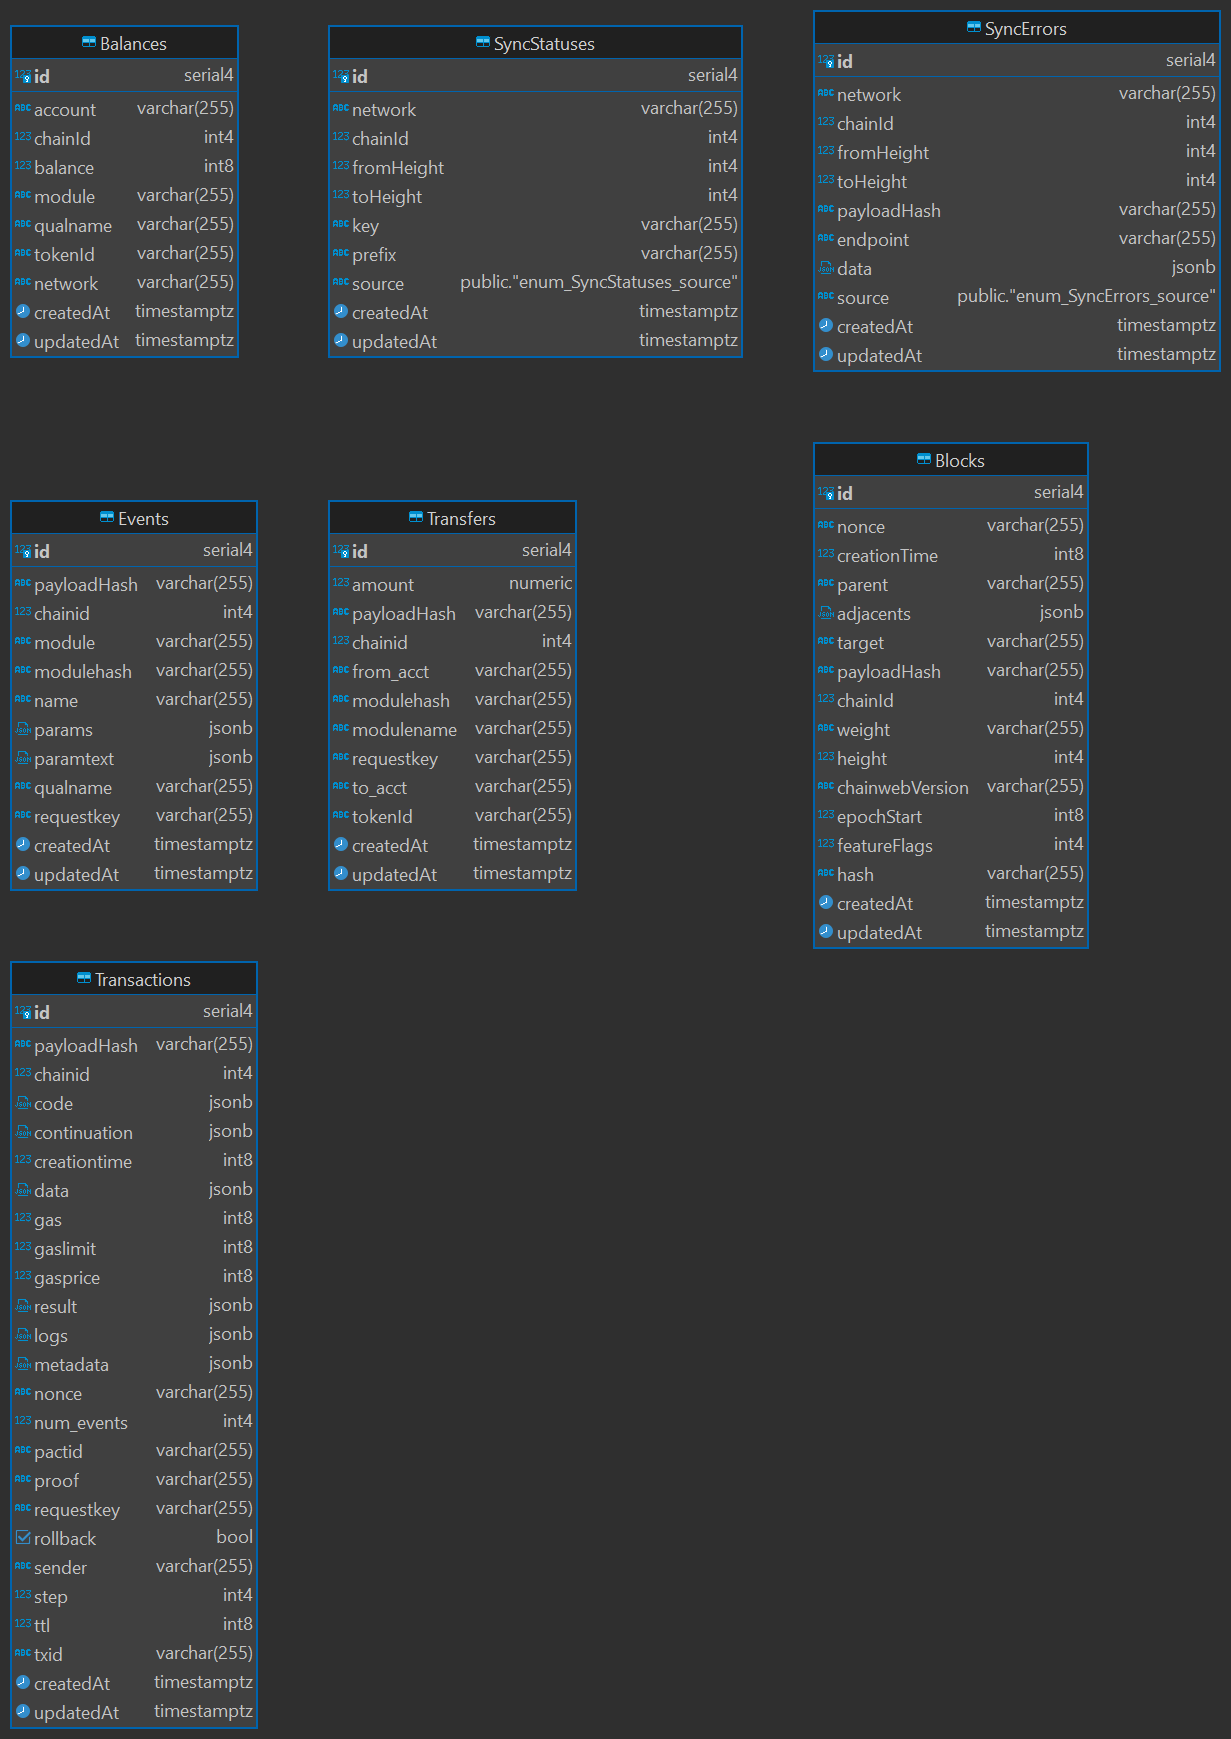 Balances
id serial4
account varchar(255)
chainId int4
balance int8
module varchar(255)
qualname varchar(255)
tokenId varchar(255)
network varchar(255)
createdAt timestamptz
updatedAt timestamptz
SyncStatuses
id serial4
network varchar(255)
chainId int4
fromHeight int4
toHeight int4
key varchar(255)
prefix varchar(255)
source public."enum_SyncStatuses_source"
createdAt timestamptz
updatedAt timestamptz
SyncErrors
id serial4
network varchar(255)
chainId int4
fromHeight int4
toHeight int4
payloadHash varchar(255)
endpoint varchar(255)
data jsonb
source public."enum_SyncErrors_source"
createdAt timestamptz
updatedAt timestamptz
Events
id serial4
payloadHash varchar(255)
chainid int4
module varchar(255)
modulehash varchar(255)
name varchar(255)
params jsonb
paramtext jsonb
qualname varchar(255)
requestkey varchar(255)
createdAt timestamptz
updatedAt timestamptz
Transfers
id serial4
amount numeric
payloadHash varchar(255)
chainid int4
from_acct varchar(255)
modulehash varchar(255)
modulename varchar(255)
requestkey varchar(255)
to_acct varchar(255)
tokenId varchar(255)
createdAt timestamptz
updatedAt timestamptz
Blocks
id serial4
nonce varchar(255)
creationTime int8
parent varchar(255)
adjacents jsonb
target varchar(255)
payloadHash varchar(255)
chainId int4
weight varchar(255)
height int4
chainwebVersion varchar(255)
epochStart int8
featureFlags int4
hash varchar(255)
createdAt timestamptz
updatedAt timestamptz
Transactions
id serial4
payloadHash varchar(255)
chainid int4
code jsonb
continuation jsonb
creationtime int8
data jsonb
gas int8
gaslimit int8
gasprice int8
result jsonb
logs jsonb
metadata jsonb
nonce varchar(255)
num_events int4
pactid varchar(255)
proof varchar(255)
requestkey varchar(255)
rollback bool
sender varchar(255)
step int4
ttl int8
txid varchar(255)
createdAt timestamptz
updatedAt timestamptz